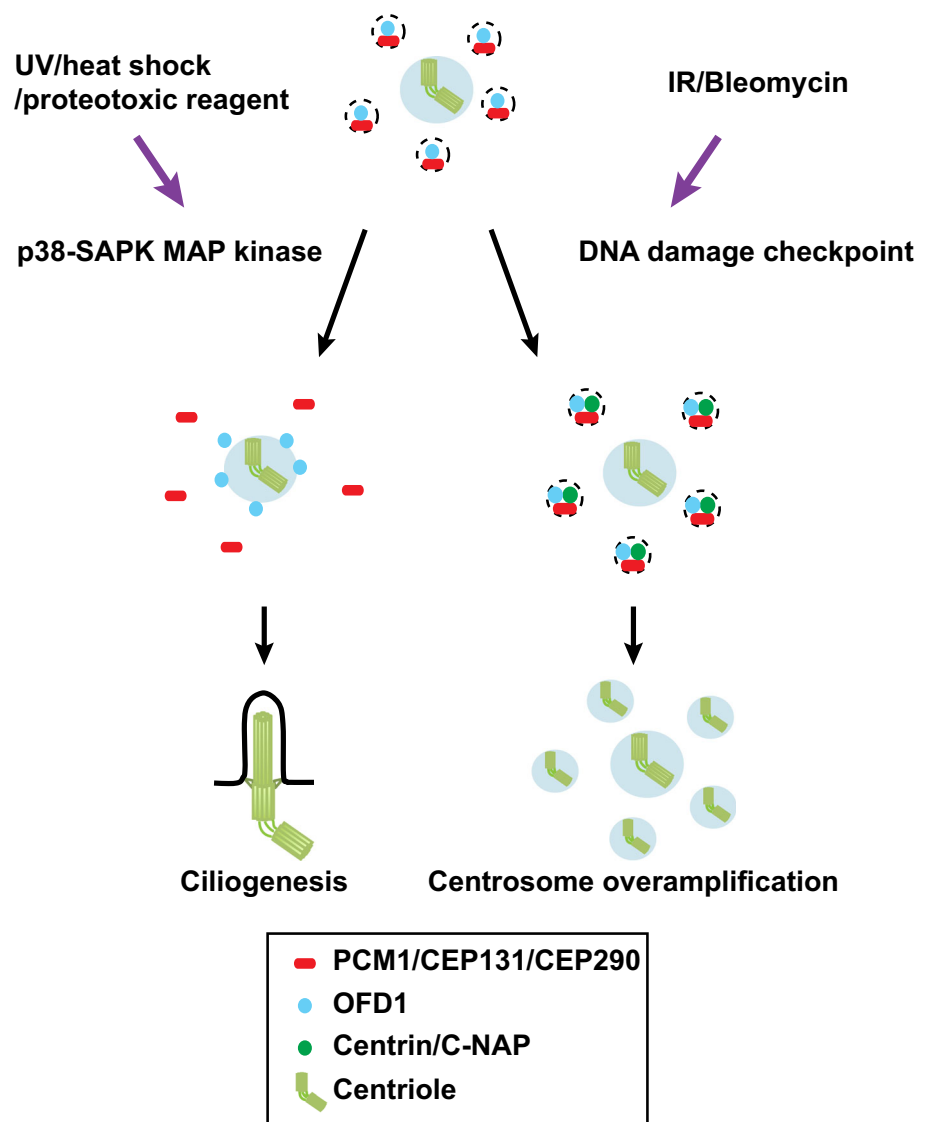 UV/heat shock
/proteotoxic reagent
IR/Bleomycin
p38-SAPK MAP kinase
DNA damage checkpoint
Ciliogenesis
Centrosome overamplification
PCM1/CEP131/CEP290
OFD1
Centrin/C-NAP
Centriole